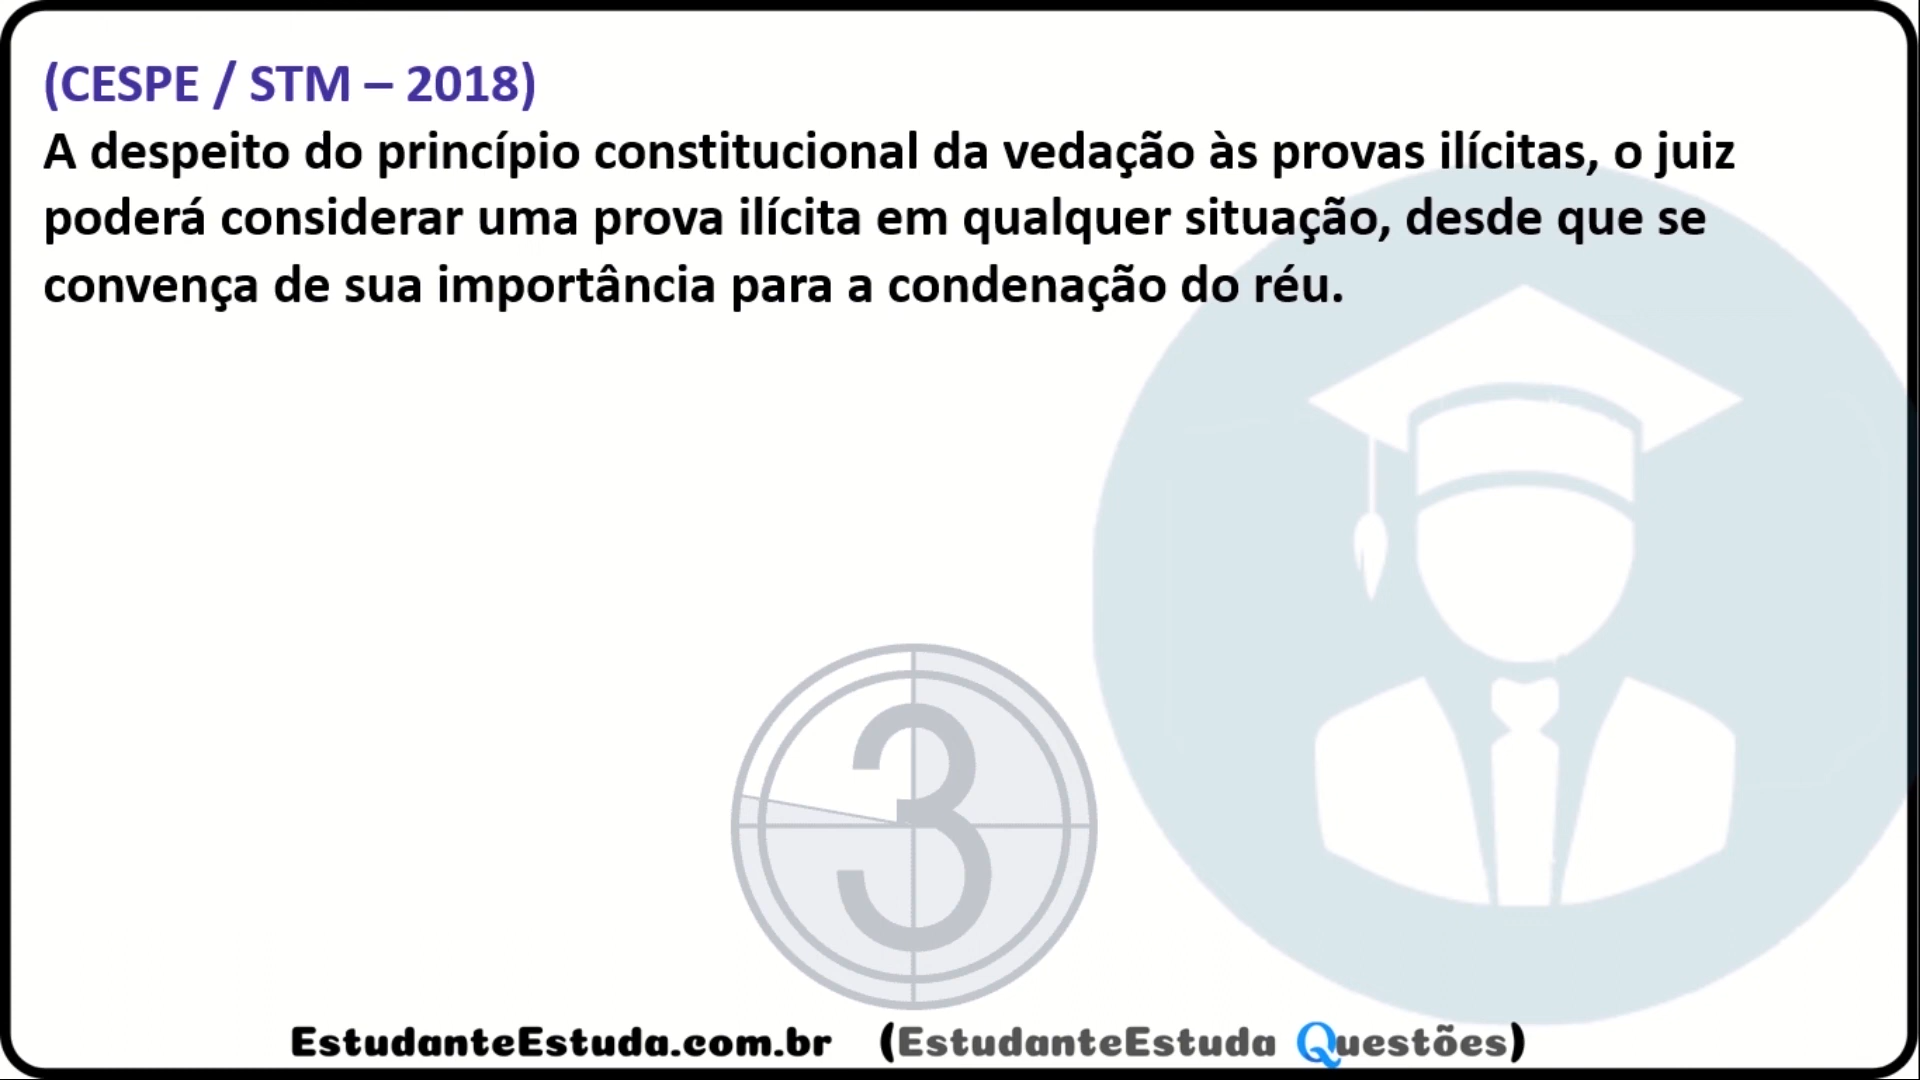 (CESPE / STM – 2018)
A despeito do princípio constitucional da vedação às provas ilícitas, o juiz
poderá considerar uma prova ilícita em qualquer situação, desde que se
convença de sua importância para a condenação do réu.
3
EstudanteEstuda.com.br (EstudanteEstuda Questões)